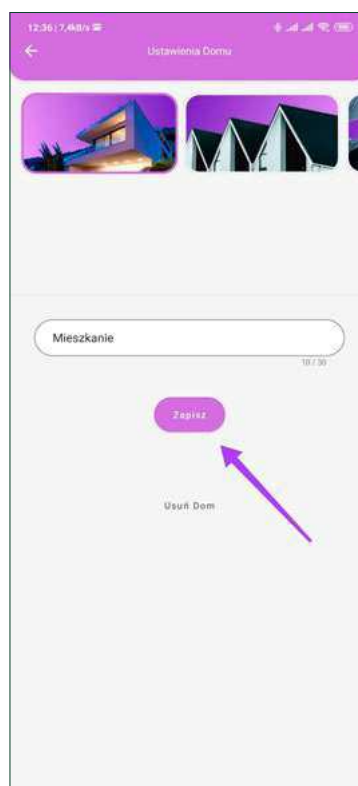 12:36 | 7,4KB/s
Ustawienia Domu
Mieszkanie
10 / 30
Zapisz
Usuń Dom